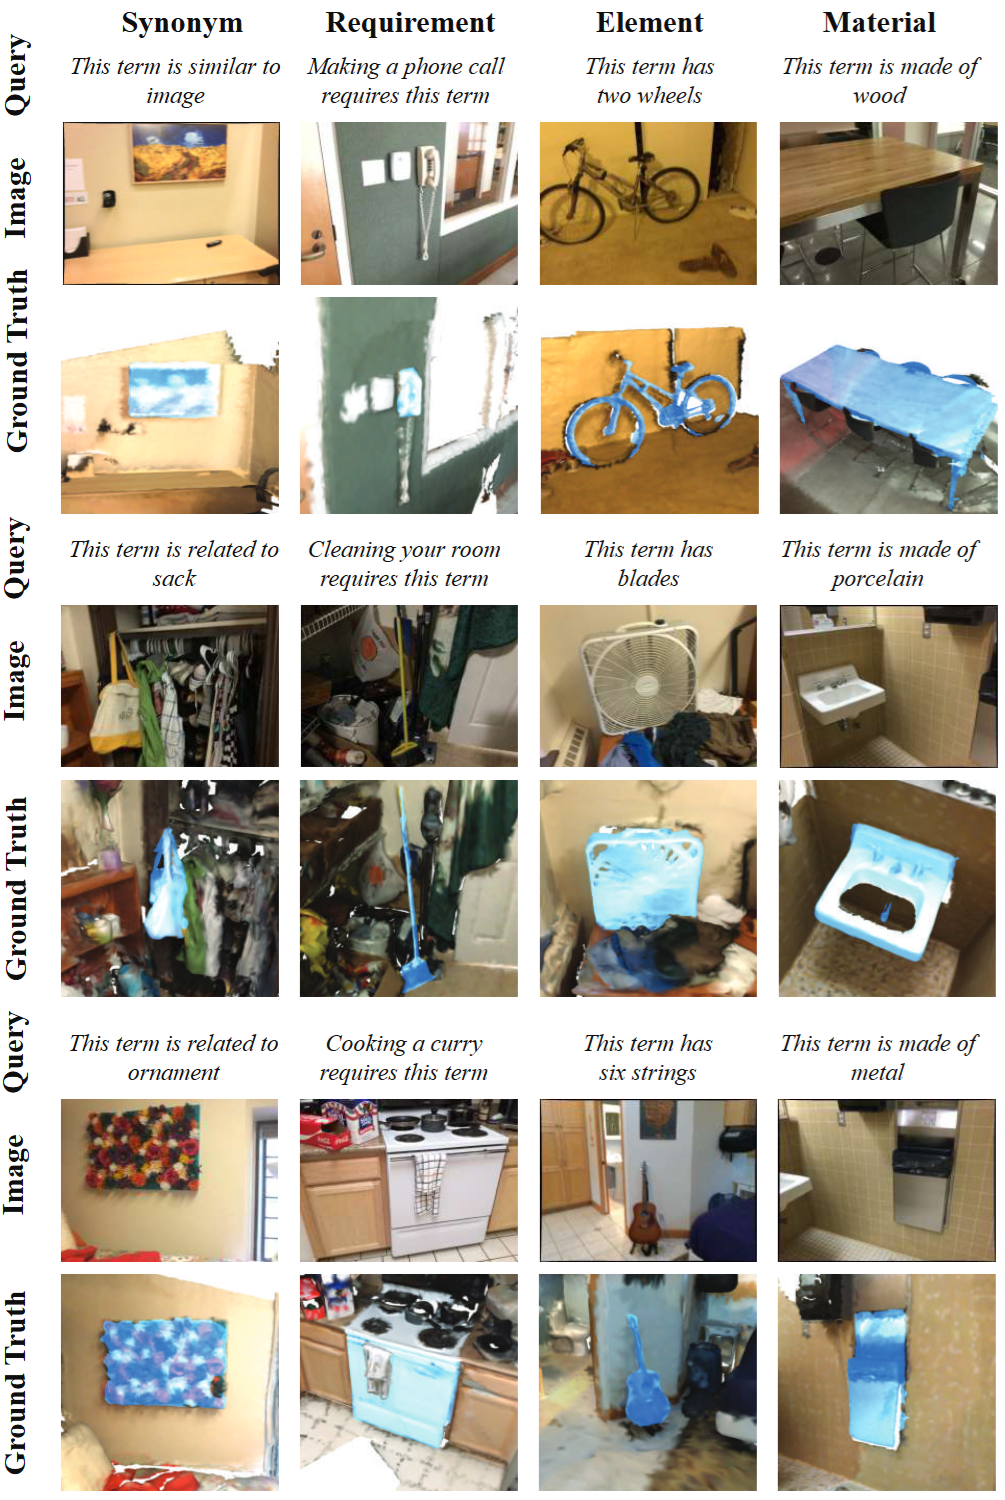 Synonym Requirement Element Material
Query
This term is similar to
image
Making a phone call
requires this term
This term has
two wheels
This term is made of
wood
Image
Ground Truth
Query
This term is related to
sack
Cleaning your room
requires this term
This term has
blades
This term is made of
porcelain
Image
Ground Truth
Query
This term is related to
ornament
Cooking a curry
requires this term
This term has
six strings
This term is made of
metal
Image
Ground Truth